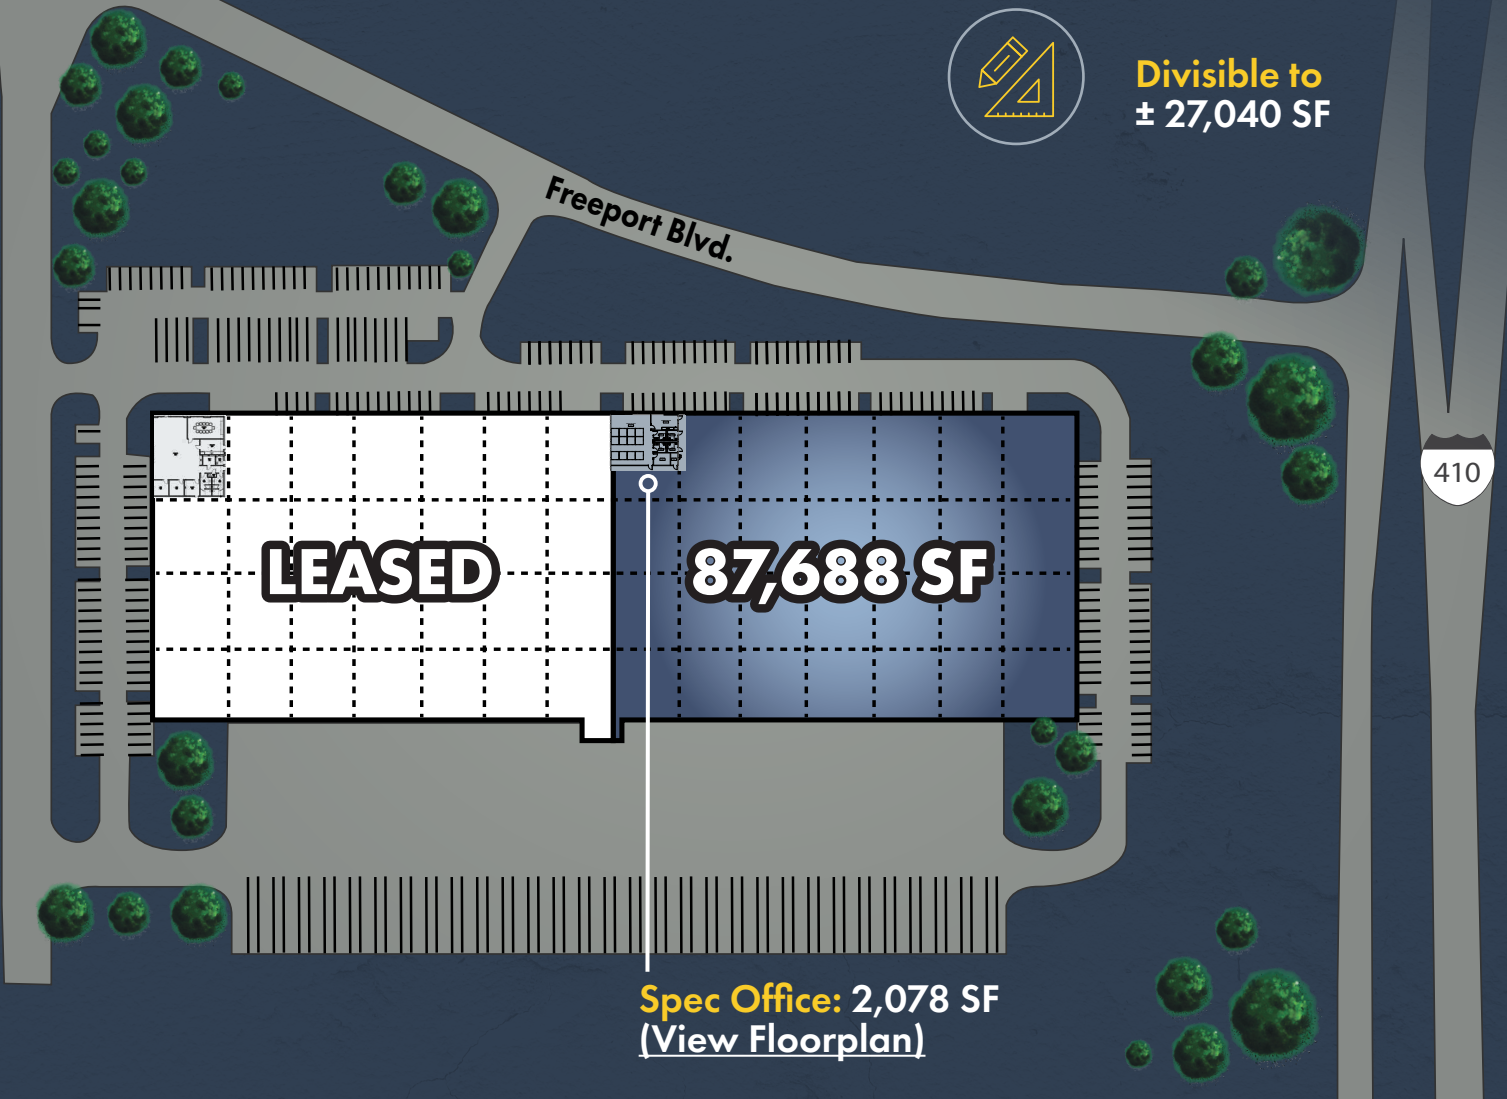 Divisible to
± 27,040 SF
Freeport Blvd.
410
LEASED
87,688 SF
Spec Office: 2,078 SF
(View Floorplan)